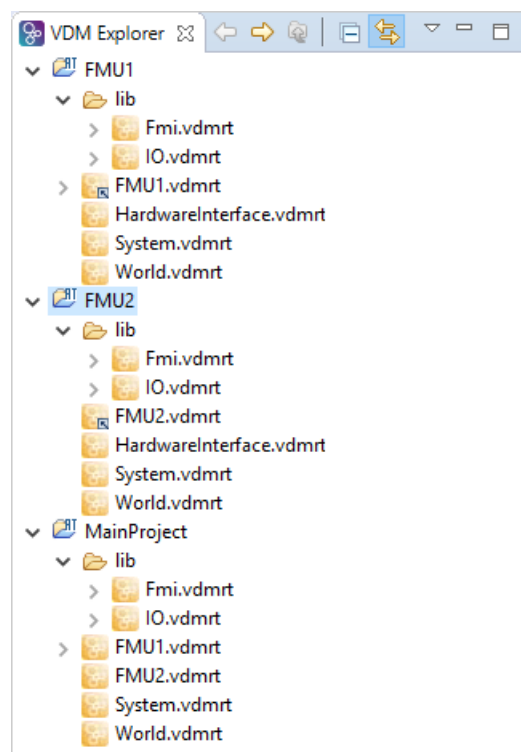 VDM Explorer
FMU1
lib
Fmi.vdmrt
IO.vdmrt
FMU1.vdmrt
HardwareInterface.vdmrt
System.vdmrt
World.vdmrt
FMU2
lib
Fmi.vdmrt
IO.vdmrt
FMU2.vdmrt
HardwareInterface.vdmrt
System.vdmrt
World.vdmrt
MainProject
lib
Fmi.vdmrt
IO.vdmrt
FMU1.vdmrt
FMU2.vdmrt
System.vdmrt
World.vdmrt